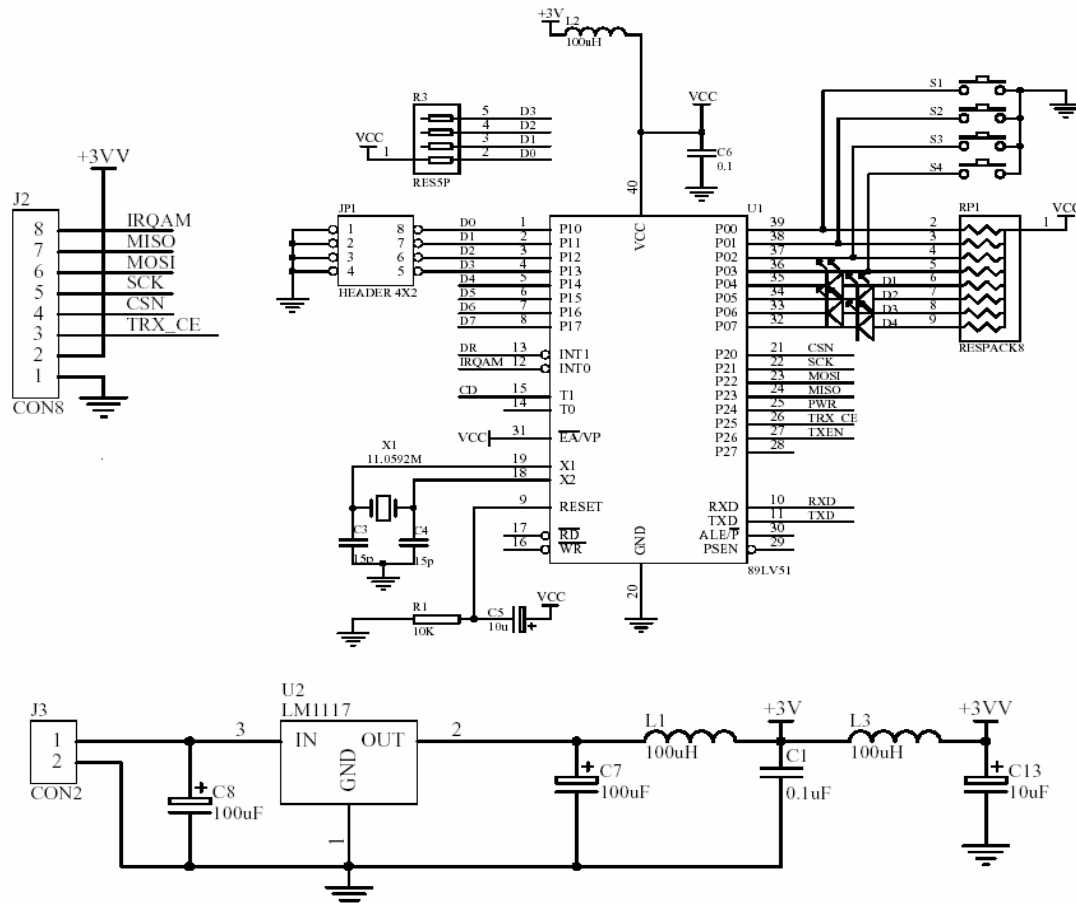 +3V
L2
100uH
R3
5 D3
4 D2
3 D1
2 D0
VCC 1
RES5P
VCC
C6
0.1
S1
S2
S3
S4
+3VV
J2
8 IRQAM
7 MISO
6 MOSI
5 SCK
4 CSN
3 TRX_CE
2
1
CON8
JP1
1 8
2 7
3 6
4 5
HEADER 4X2
D0 1 P10
D1 2 P11
D2 3 P12
D3 4 P13
D4 5 P14
D5 6 P15
D6 7 P16
D7 8 P17
DR 13 INT1
IRQAM 12 INT0
CD 15 T1
14 T0
VCC 31 EA/VP
X1
11.0592M
19 X1
18 X2
9 RESET
17 RD
16 WR
C3
15p
C4
15p
R1
10K
C5
10u
VCC
40
VCC
U1
P00 39
P01 38
P02 37
P03 36
P04 35
P05 34
P06 33
P07 32
P20 21 CSN
P21 22 SCK
P22 23 MOSI
P23 24 MISO
P24 25 PWR
P25 26 TRX_CE
P26 27 TXEN
P27 28
RXD 10 RXD
TXD 11 TXD
ALE/P 30
PSEN 29
89LV51
GND
20
RP1
2
3
4
5
D1 6
D2 7
D3 8
D4 9
1 VCC
RESPACK8
J3
1
2
CON2
C8
100uF
U2
LM1117
3 IN OUT 2
GND
1
C7
100uF
L1
100uH
+3V
C1
0.1uF
L3
100uH
+3VV
C13
10uF